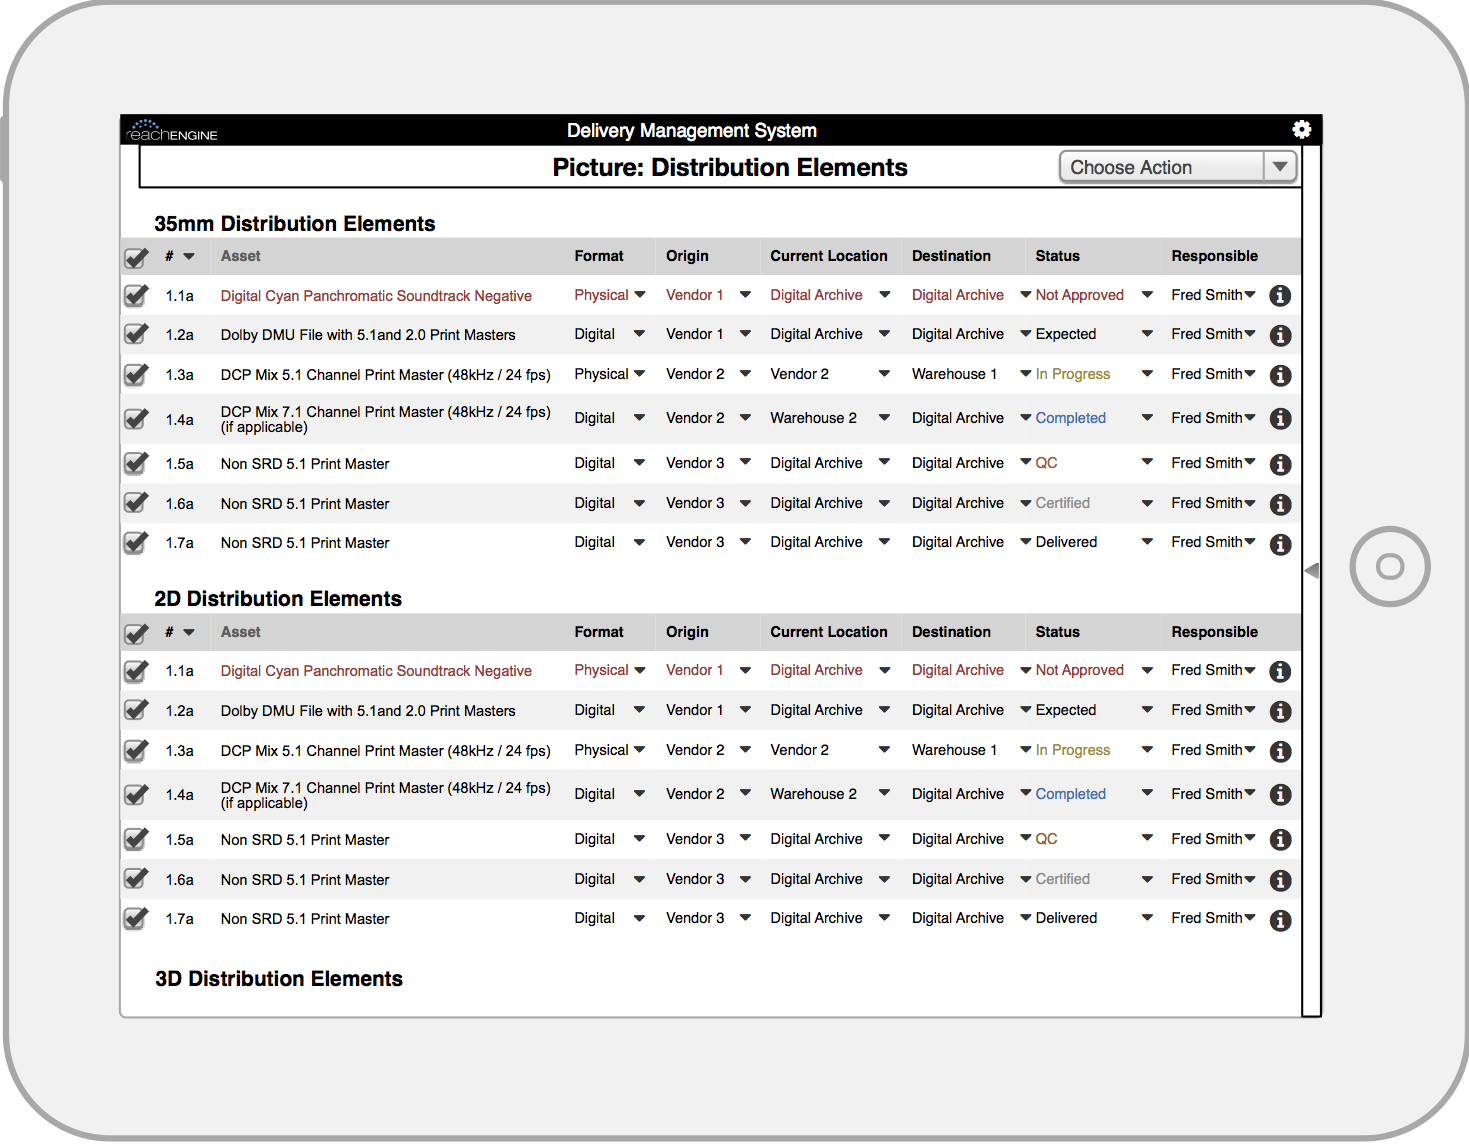 reachENGINE
Delivery Management System
Picture: Distribution Elements
Choose Action
35mm Distribution Elements
# Asset Format Origin Current Location Destination Status Responsible
1.1a Digital Cyan Panchromatic Soundtrack Negative Physical Vendor 1 Digital Archive Digital Archive Not Approved Fred Smith
1.2a Dolby DMU File with 5.1and 2.0 Print Masters Digital Vendor 1 Digital Archive Digital Archive Expected Fred Smith
1.3a DCP Mix 5.1 Channel Print Master (48kHz / 24 fps) Physical Vendor 2 Vendor 2 Warehouse 1 In Progress Fred Smith
1.4a DCP Mix 7.1 Channel Print Master (48kHz / 24 fps) Digital Vendor 2 Warehouse 2 Digital Archive Completed Fred Smith
(if applicable)
1.5a Non SRD 5.1 Print Master Digital Vendor 3 Digital Archive Digital Archive QC Fred Smith
1.6a Non SRD 5.1 Print Master Digital Vendor 3 Digital Archive Digital Archive Certified Fred Smith
1.7a Non SRD 5.1 Print Master Digital Vendor 3 Digital Archive Digital Archive Delivered Fred Smith
2D Distribution Elements
# Asset Format Origin Current Location Destination Status Responsible
1.1a Digital Cyan Panchromatic Soundtrack Negative Physical Vendor 1 Digital Archive Digital Archive Not Approved Fred Smith
1.2a Dolby DMU File with 5.1and 2.0 Print Masters Digital Vendor 1 Digital Archive Digital Archive Expected Fred Smith
1.3a DCP Mix 5.1 Channel Print Master (48kHz / 24 fps) Physical Vendor 2 Vendor 2 Warehouse 1 In Progress Fred Smith
1.4a DCP Mix 7.1 Channel Print Master (48kHz / 24 fps) Digital Vendor 2 Warehouse 2 Digital Archive Completed Fred Smith
(if applicable)
1.5a Non SRD 5.1 Print Master Digital Vendor 3 Digital Archive Digital Archive QC Fred Smith
1.6a Non SRD 5.1 Print Master Digital Vendor 3 Digital Archive Digital Archive Certified Fred Smith
1.7a Non SRD 5.1 Print Master Digital Vendor 3 Digital Archive Digital Archive Delivered Fred Smith
3D Distribution Elements